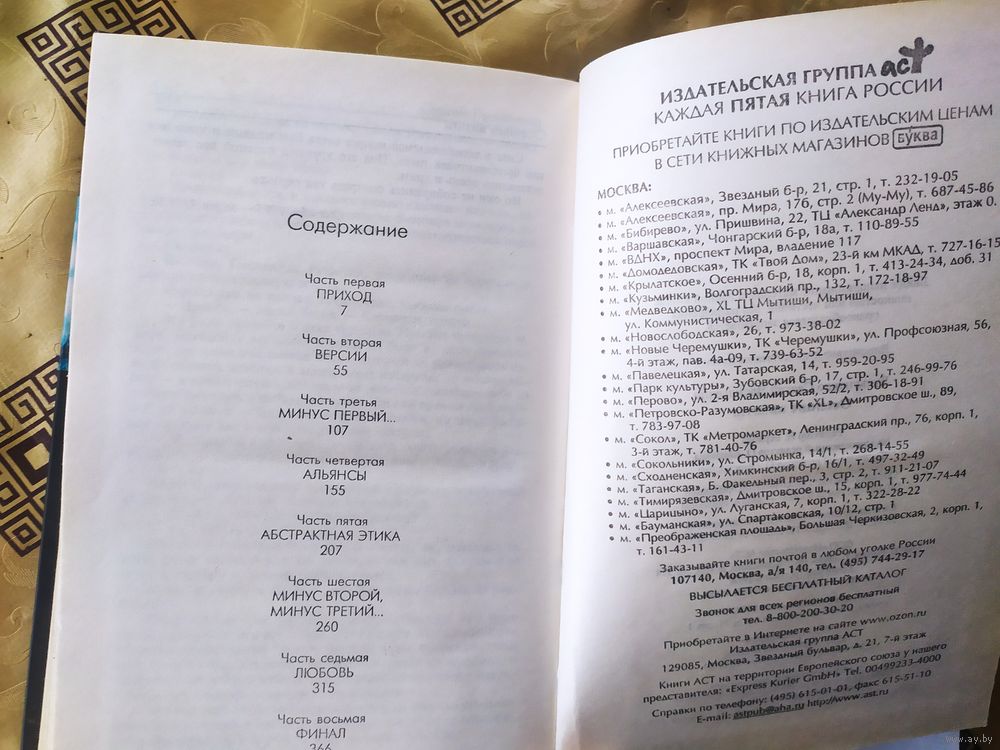 Содержание
Часть первая
ПРИХОД
7
Часть вторая
ВЕРСИИ
55
Часть третья
МИНУС ПЕРВЫЙ...
107
Часть четвертая
АЛЬЯНСЫ
155
Часть пятая
АБСТРАКТНАЯ ЭТИКА
207
Часть шестая
МИНУС ВТОРОЙ,
МИНУС ТРЕТИЙ...
260
Часть седьмая
ЛЮБОВЬ
315
Часть восьмая
ФИНАЛ
366
ИЗДАТЕЛЬСКАЯ ГРУППА аст
КАЖДАЯ ПЯТАЯ КНИГА РОССИИ
ПРИОБРЕТАЙТЕ КНИГИ ПО ИЗДАТЕЛЬСКИМ ЦЕНАМ
В СЕТИ КНИЖНЫХ МАГАЗИНОВ буква
МОСКВА:
• м. «Алексеевская», Звездный б-р, 21, стр. 1, т. 232-19-05
• м. «Алексеевская», пр. Мира, 176, стр. 2 (Му-Му), т. 687-45-86
• м. «Бибирево», ул. Пришвина, 22, ТЦ «Александр Ленд», этаж 0.
• м. «Варшавская», Чонгарский б-р, 18а, т. 110-89-55
• м. «ВДНХ», проспект Мира, владение 117
• м. «Домодедовская», ТК «Твой Дом», 23-й км МКАД, т. 727-16-15
• м. «Крылатское», Осенний б-р, 18, корп. 1, т. 413-24-34, доб. 31
• м. «Кузьминки», Волгоградский пр., 132, т. 172-18-97
• м. «Медведково», XL ТЦ Мытищи, Мытищи,
ул. Коммунистическая, 1
• м. «Новослободская», 26, т. 973-38-02
• м. «Новые Черемушки», ТК «Черемушки», ул. Профсоюзная, 56,
4-й этаж, пав. 4а-09, т. 739-63-52
• м. «Павелецкая», ул. Татарская, 14, т. 959-20-95
• м. «Парк культуры», Зубовский б-р, 17, стр. 1, т. 246-99-76
• м. «Перово», ул. 2-я Владимирская, 52/2, т. 306-18-91
• м. «Петровско-Разумовская», ТК «XL», Дмитровское ш., 89,
т. 783-97-08
• м. «Сокол», ТК «Метромаркет», Ленинградский пр., 76, корп. 1,
3-й этаж, т. 781-40-76
• м. «Сокольники», ул. Стромынка, 14/1, т. 268-14-55
• м. «Сходненская», Химкинский б-р, 16/1, т. 497-32-49
• м. «Таганская», Б. Факельный пер., 3, стр. 2, т. 911-21-07
• м. «Тимирязевская», Дмитровское ш., 15, корп. 1, т. 977-74-44
• м. «Царицыно», ул. Луганская, 7, корп. 1, т. 322-28-22
• м. «Бауманская», ул. Спартаковская, 10/12, стр. 1
• м. «Преображенская площадь», Большая Черкизовская, 2, корп. 1,
т. 161-43-11
Заказывайте книги почтой в любом уголке России
107140, Москва, а/я 140, тел. (495) 744-29-17
ВЫСЫЛАЕТСЯ БЕСПЛАТНЫЙ КАТАЛОГ
Звонок для всех регионов бесплатный
тел. 8-800-200-30-20
Приобретайте в Интернете на сайте www.ozon.ru
Издательская группа АСТ
129085, Москва, Звездный бульвар, д. 21, 7-й этаж
Книги АСТ на территории Европейского союза у нашего
представителя: «Express Kurier GmbH» Tel. 00499233-4000
Справки по телефону: (495) 615-01-01, факс 615-51-10
E-mail: astpub@aha.ru http://www.ast.ru
www.ay.by